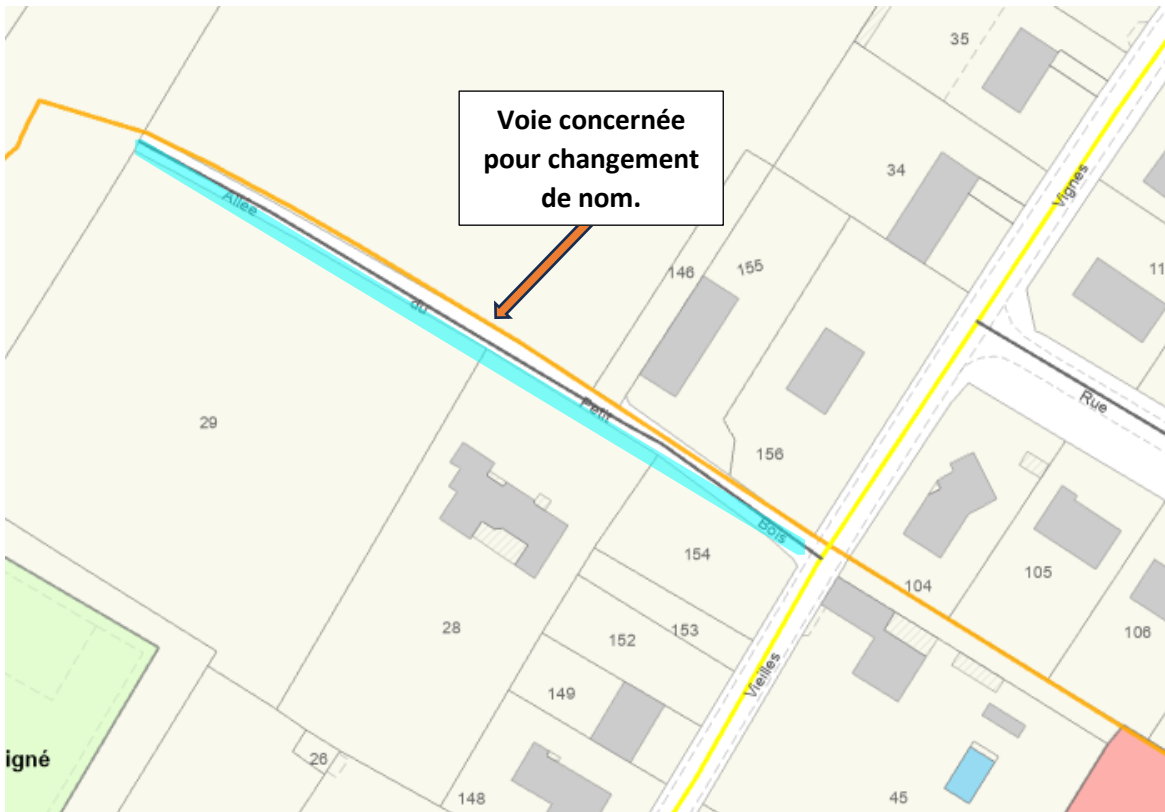 35
Voie concernée
pour changement
de nom.
34
Vignes
Allée
146
155
11
du
Rue
Petit
29
156
Bois
154
104
105
28
153
152
106
Vieilles
149
igné
26
148
45